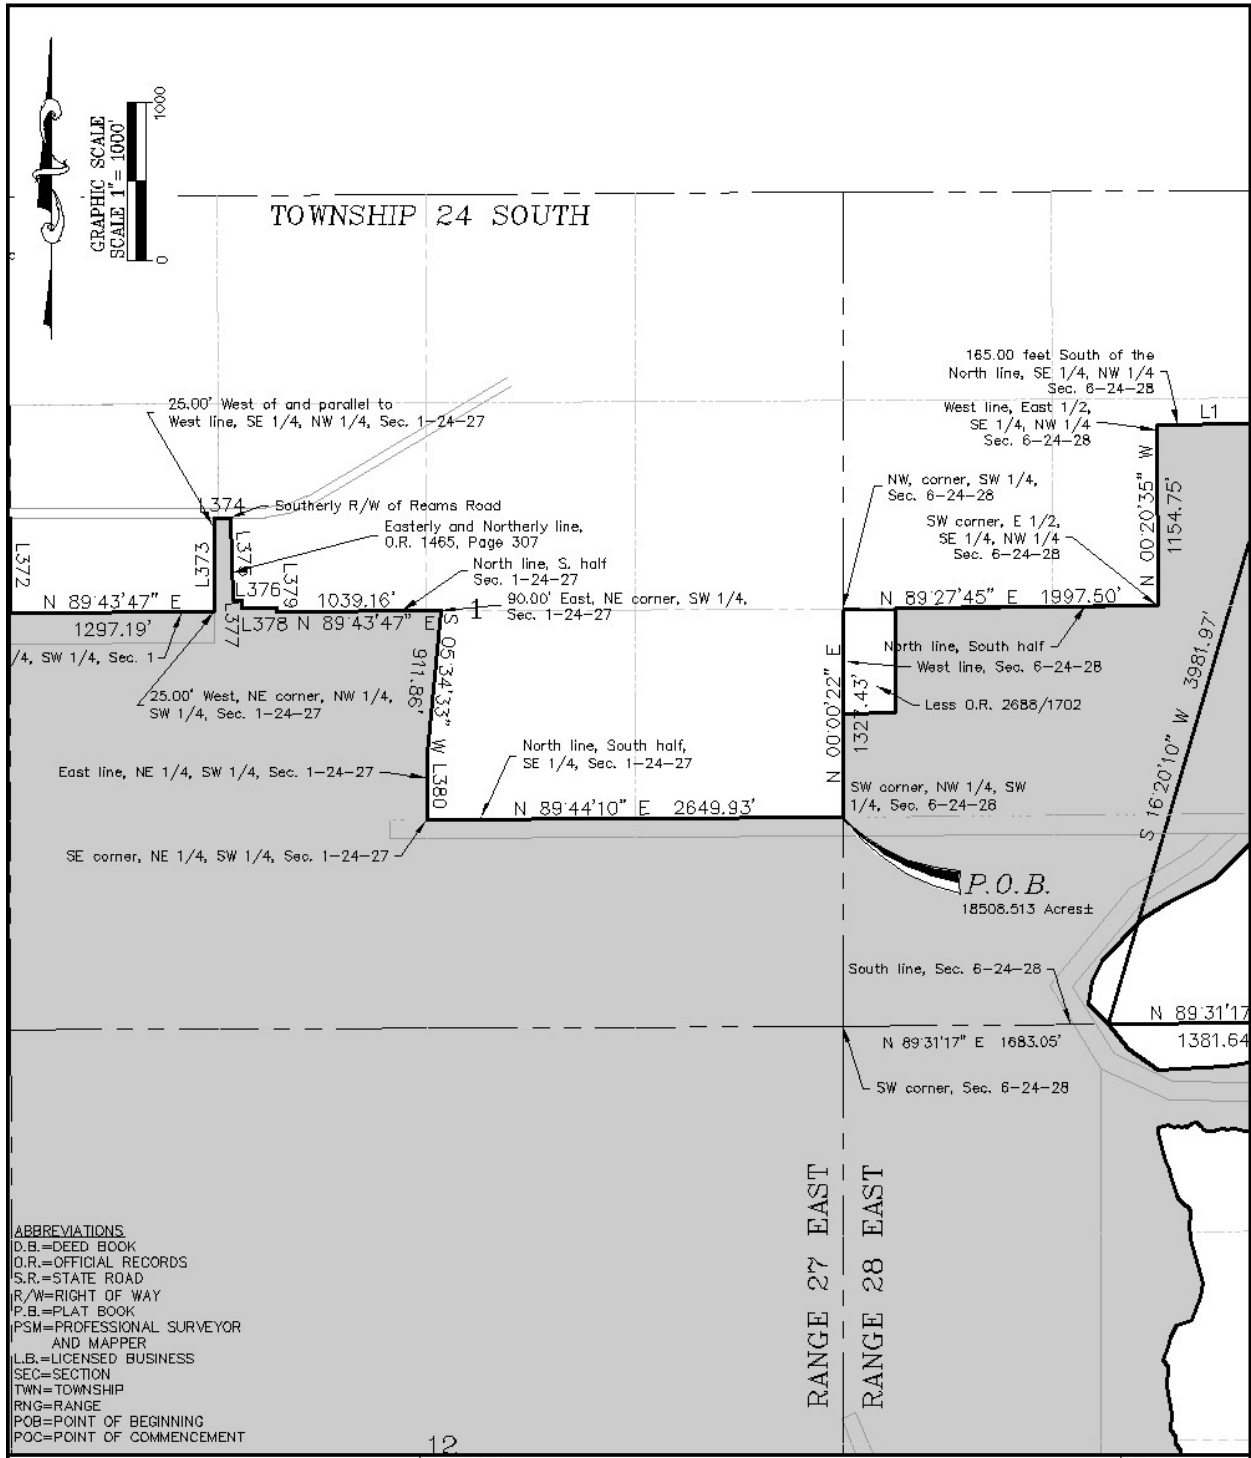 GRAPHIC SCALE
SCALE 1"= 1000'
0
1000
TOWNSHIP 24 SOUTH
165.00 feet South of the
North line, SE 1/4, NW 1/4
Sec. 6-24-28
L1
West line, East 1/2,
SE 1/4, NW 1/4
Sec. 6-24-28
25.00' West of and parallel to
West line, SE 1/4, NW 1/4, Sec. 1-24-27
N 00°20'35" W
1154.75'
NW, corner, SW 1/4,
Sec. 6-24-28
SW corner, E 1/2,
SE 1/4, NW 1/4
Sec. 6-24-28
L374
Southerly R/W of Reams Road
Easterly and Northerly line,
O.R. 1465, Page 307
L372
L373
L375
L376
L379
North line, S. half
Sec. 1-24-27
N 89°43'47" E
1297.19'
1039.16'
90.00' East, NE corner, SW 1/4,
Sec. 1-24-27
1
L377
L378
N 89°43'47" E
N 89°27'45" E 1997.50'
/4, SW 1/4, Sec. 1
North line, South half
West line, Sec. 6-24-28
Less O.R. 2688/1702
25.00' West, NE corner, NW 1/4,
SW 1/4, Sec. 1-24-27
911.86'
S 05°34'33" W
L380
N 00°00'22" E
1327.43'
S 16°20'10" W 3981.97'
East line, NE 1/4, SW 1/4, Sec. 1-24-27
North line, South half,
SE 1/4, Sec. 1-24-27
N 89°44'10" E 2649.93'
SW corner, NW 1/4, SW
1/4, Sec. 6-24-28
SE corner, NE 1/4, SW 1/4, Sec. 1-24-27
P.O.B.
18508.513 Acres±
South line, Sec. 6-24-28
N 89°31'17
1381.64
N 89°31'17" E 1683.05'
SW corner, Sec. 6-24-28
RANGE 27 EAST
RANGE 28 EAST
ABBREVIATIONS
D.B.=DEED BOOK
O.R.=OFFICIAL RECORDS
S.R.=STATE ROAD
R/W=RIGHT OF WAY
P.B.=PLAT BOOK
PSM=PROFESSIONAL SURVEYOR
AND MAPPER
L.B.=LICENSED BUSINESS
SEC=SECTION
TWN=TOWNSHIP
RNG=RANGE
POB=POINT OF BEGINNING
POC=POINT OF COMMENCEMENT
12